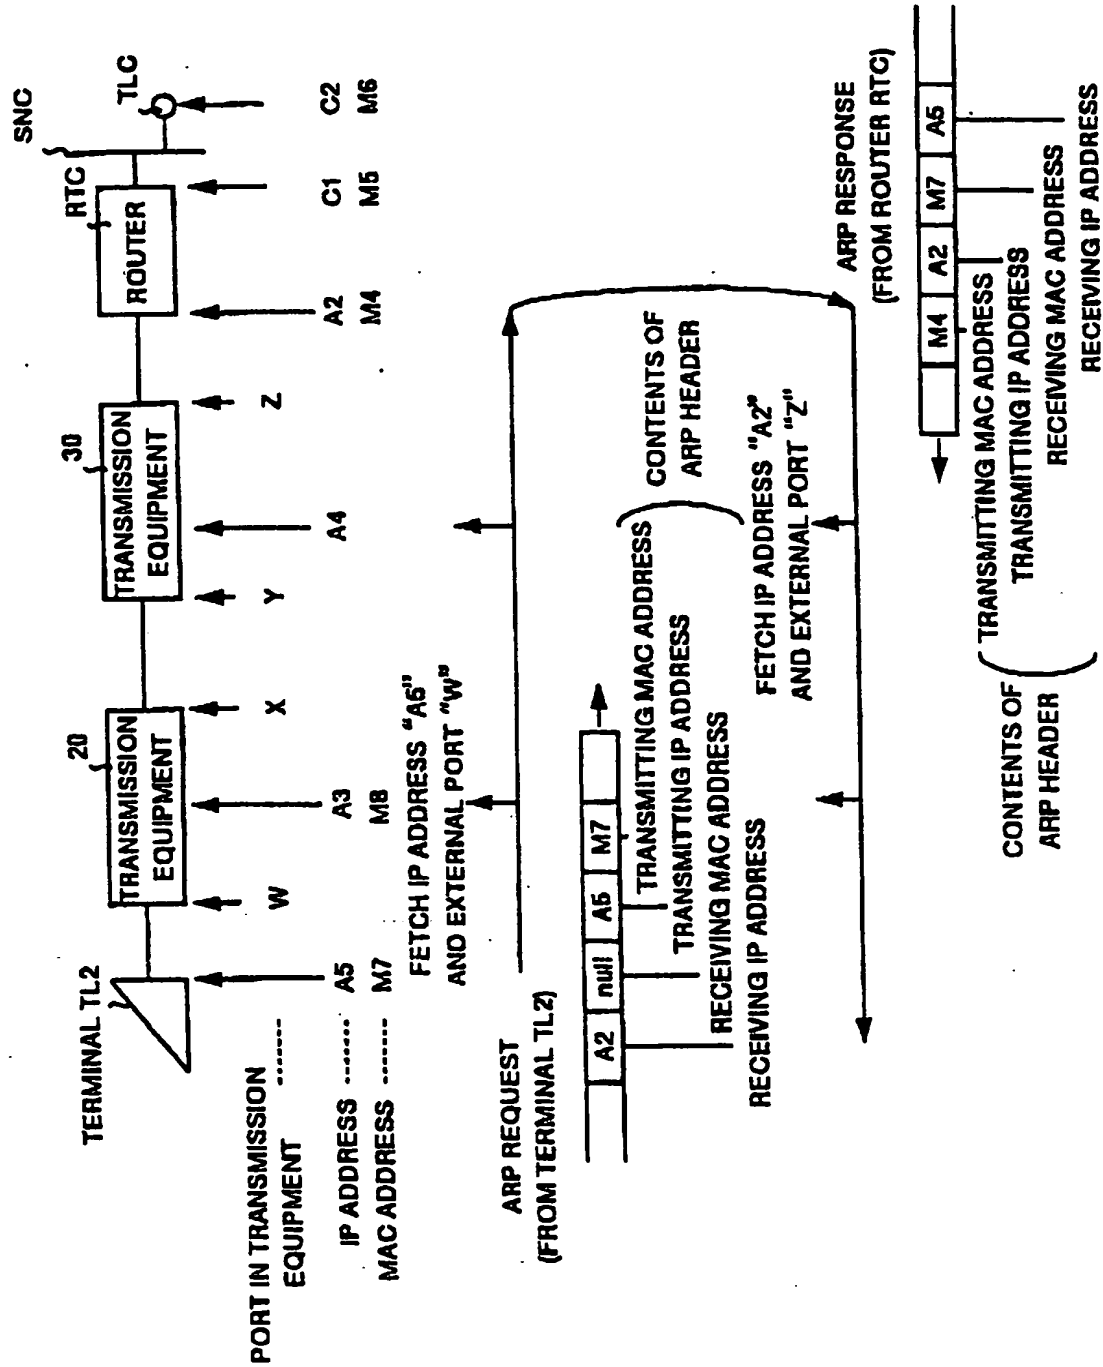 SNC
TERMINAL TL2
20
30
RTC
TLC
TRANSMISSION
EQUIPMENT
TRANSMISSION
EQUIPMENT
ROUTER
PORT IN TRANSMISSION
EQUIPMENT -------
W
X
Y
Z
IP ADDRESS ------- A5
A3
A4
A2
C1
C2
MAC ADDRESS ------- M7
M8
M4
M5
M6
FETCH IP ADDRESS "A5"
AND EXTERNAL PORT "W"
ARP REQUEST
(FROM TERMINAL TL2)
A2 null A5 M7
TRANSMITTING MAC ADDRESS
TRANSMITTING IP ADDRESS
RECEIVING MAC ADDRESS
RECEIVING IP ADDRESS
CONTENTS OF
ARP HEADER
FETCH IP ADDRESS "A2"
AND EXTERNAL PORT "Z"
ARP RESPONSE
(FROM ROUTER RTC)
M4 A2 M7 A5
TRANSMITTING MAC ADDRESS
TRANSMITTING IP ADDRESS
RECEIVING MAC ADDRESS
RECEIVING IP ADDRESS
CONTENTS OF
ARP HEADER